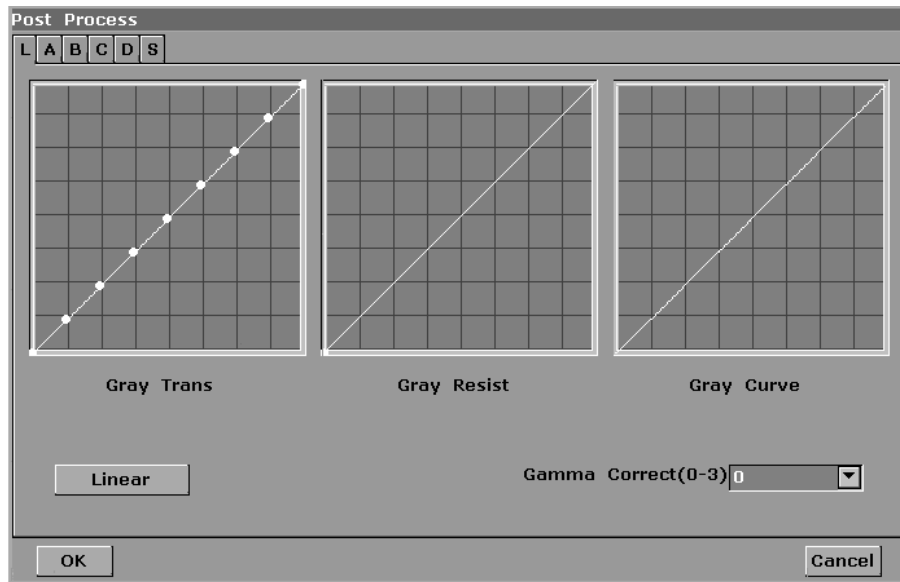 Post Process
L A B C D S
Gray Trans
Gray Resist
Gray Curve
Linear
Gamma Correct(0-3) 0
OK
Cancel